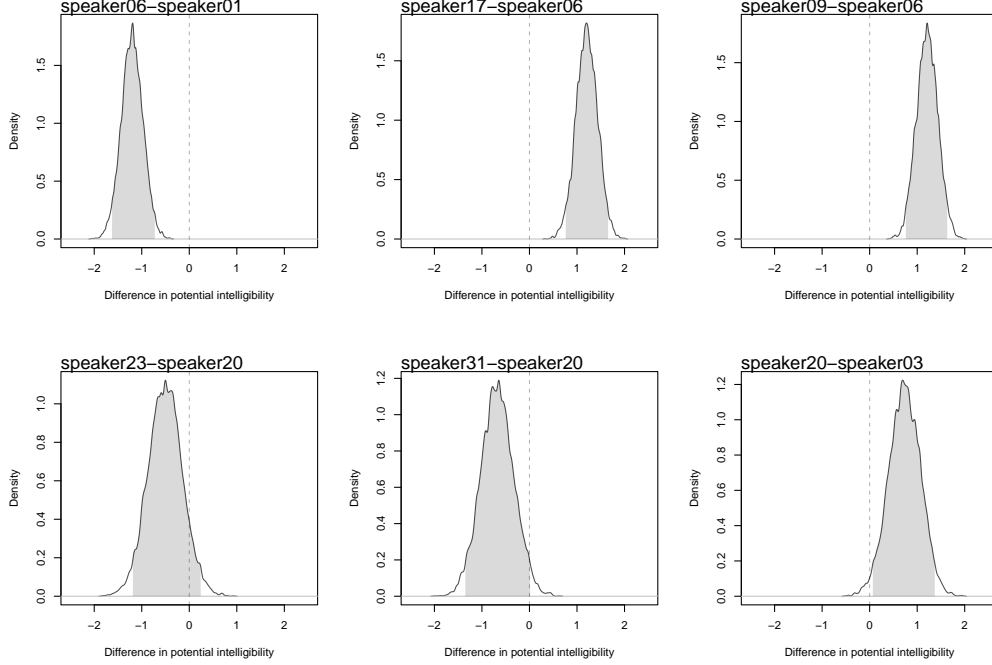 speaker06−speaker01
0.0 0.5 1.0 1.5
Density
−2 −1 0 1 2
Difference in potential intelligibility
speaker17−speaker06
0.0 0.5 1.0 1.5
Density
−2 −1 0 1 2
Difference in potential intelligibility
speaker09−speaker06
0.0 0.5 1.0 1.5
Density
−2 −1 0 1 2
Difference in potential intelligibility
speaker23−speaker20
0.0 0.2 0.4 0.6 0.8 1.0
Density
−2 −1 0 1 2
Difference in potential intelligibility
speaker31−speaker20
0.0 0.2 0.4 0.6 0.8 1.0 1.2
Density
−2 −1 0 1 2
Difference in potential intelligibility
speaker20−speaker03
0.0 0.2 0.4 0.6 0.8 1.0 1.2
Density
−2 −1 0 1 2
Difference in potential intelligibility